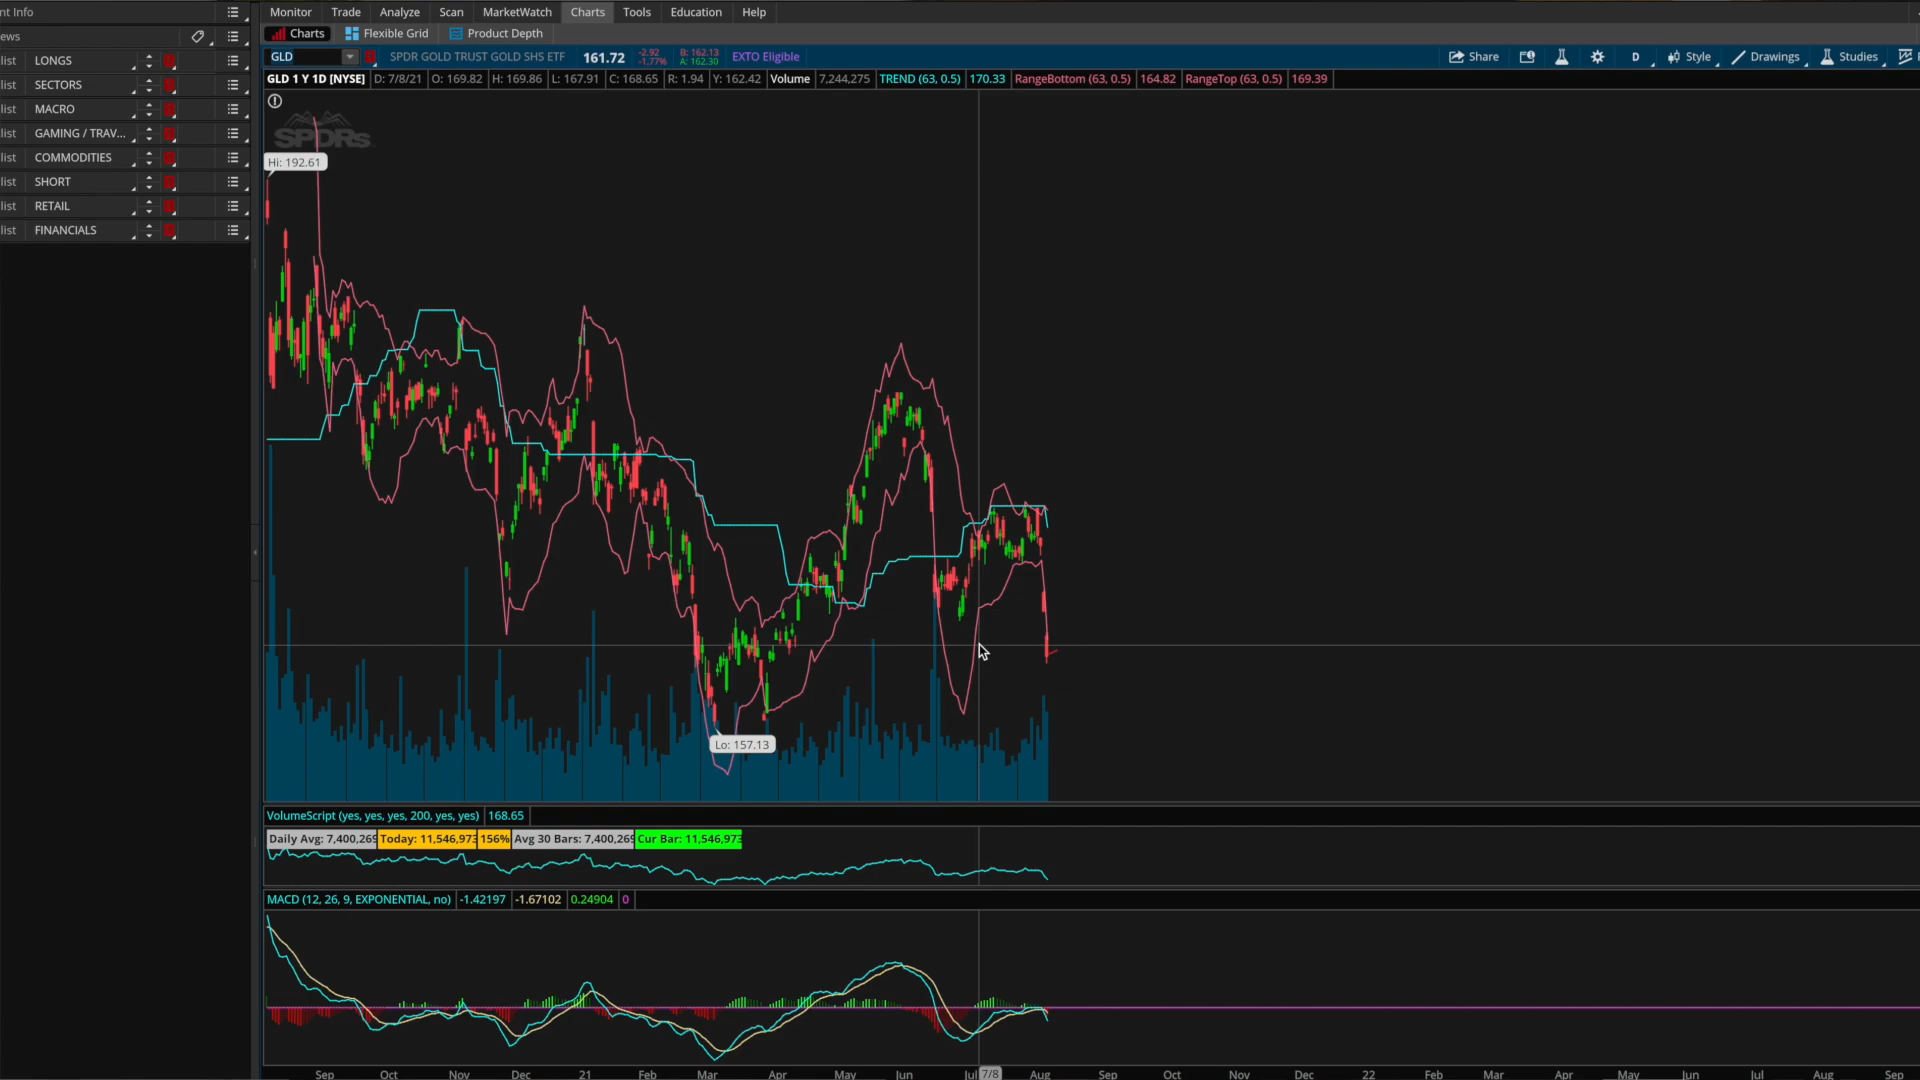 nt Info
Monitor Trade Analyze Scan MarketWatch Charts Tools Education Help
ews
Charts Flexible Grid Product Depth
list LONGS
list SECTORS
list MACRO
list GAMING / TRAV...
list COMMODITIES
list SHORT
list RETAIL
list FINANCIALS
GLD SPDR GOLD TRUST GOLD SHS ETF 161.72 -2.92 -1.77% B: 162.13 A: 162.30 EXTO Eligible Share D Style Drawings Studies
GLD 1 Y 1D [NYSE] D: 7/8/21 O: 169.82 H: 169.86 L: 167.91 C: 168.65 R: 1.94 Y: 162.42 Volume 7,244,275 TREND (63, 0.5) 170.33 RangeBottom (63, 0.5) 164.82 RangeTop (63, 0.5) 169.39
SPDRs
Hi: 192.61
Lo: 157.13
VolumeScript (yes, yes, yes, 200, yes, yes) 168.65
Daily Avg: 7,400,269 Today: 11,546,973 156% Avg 30 Bars: 7,400,269 Cur Bar: 11,546,973
MACD (12, 26, 9, EXPONENTIAL, no) -1.42197 -1.67102 0.24904 0
Sep Oct Nov Dec 21 Feb Mar Apr May Jun Jul 7/8 Aug Sep Oct Nov Dec 22 Feb Mar Apr May Jun Jul Aug Sep